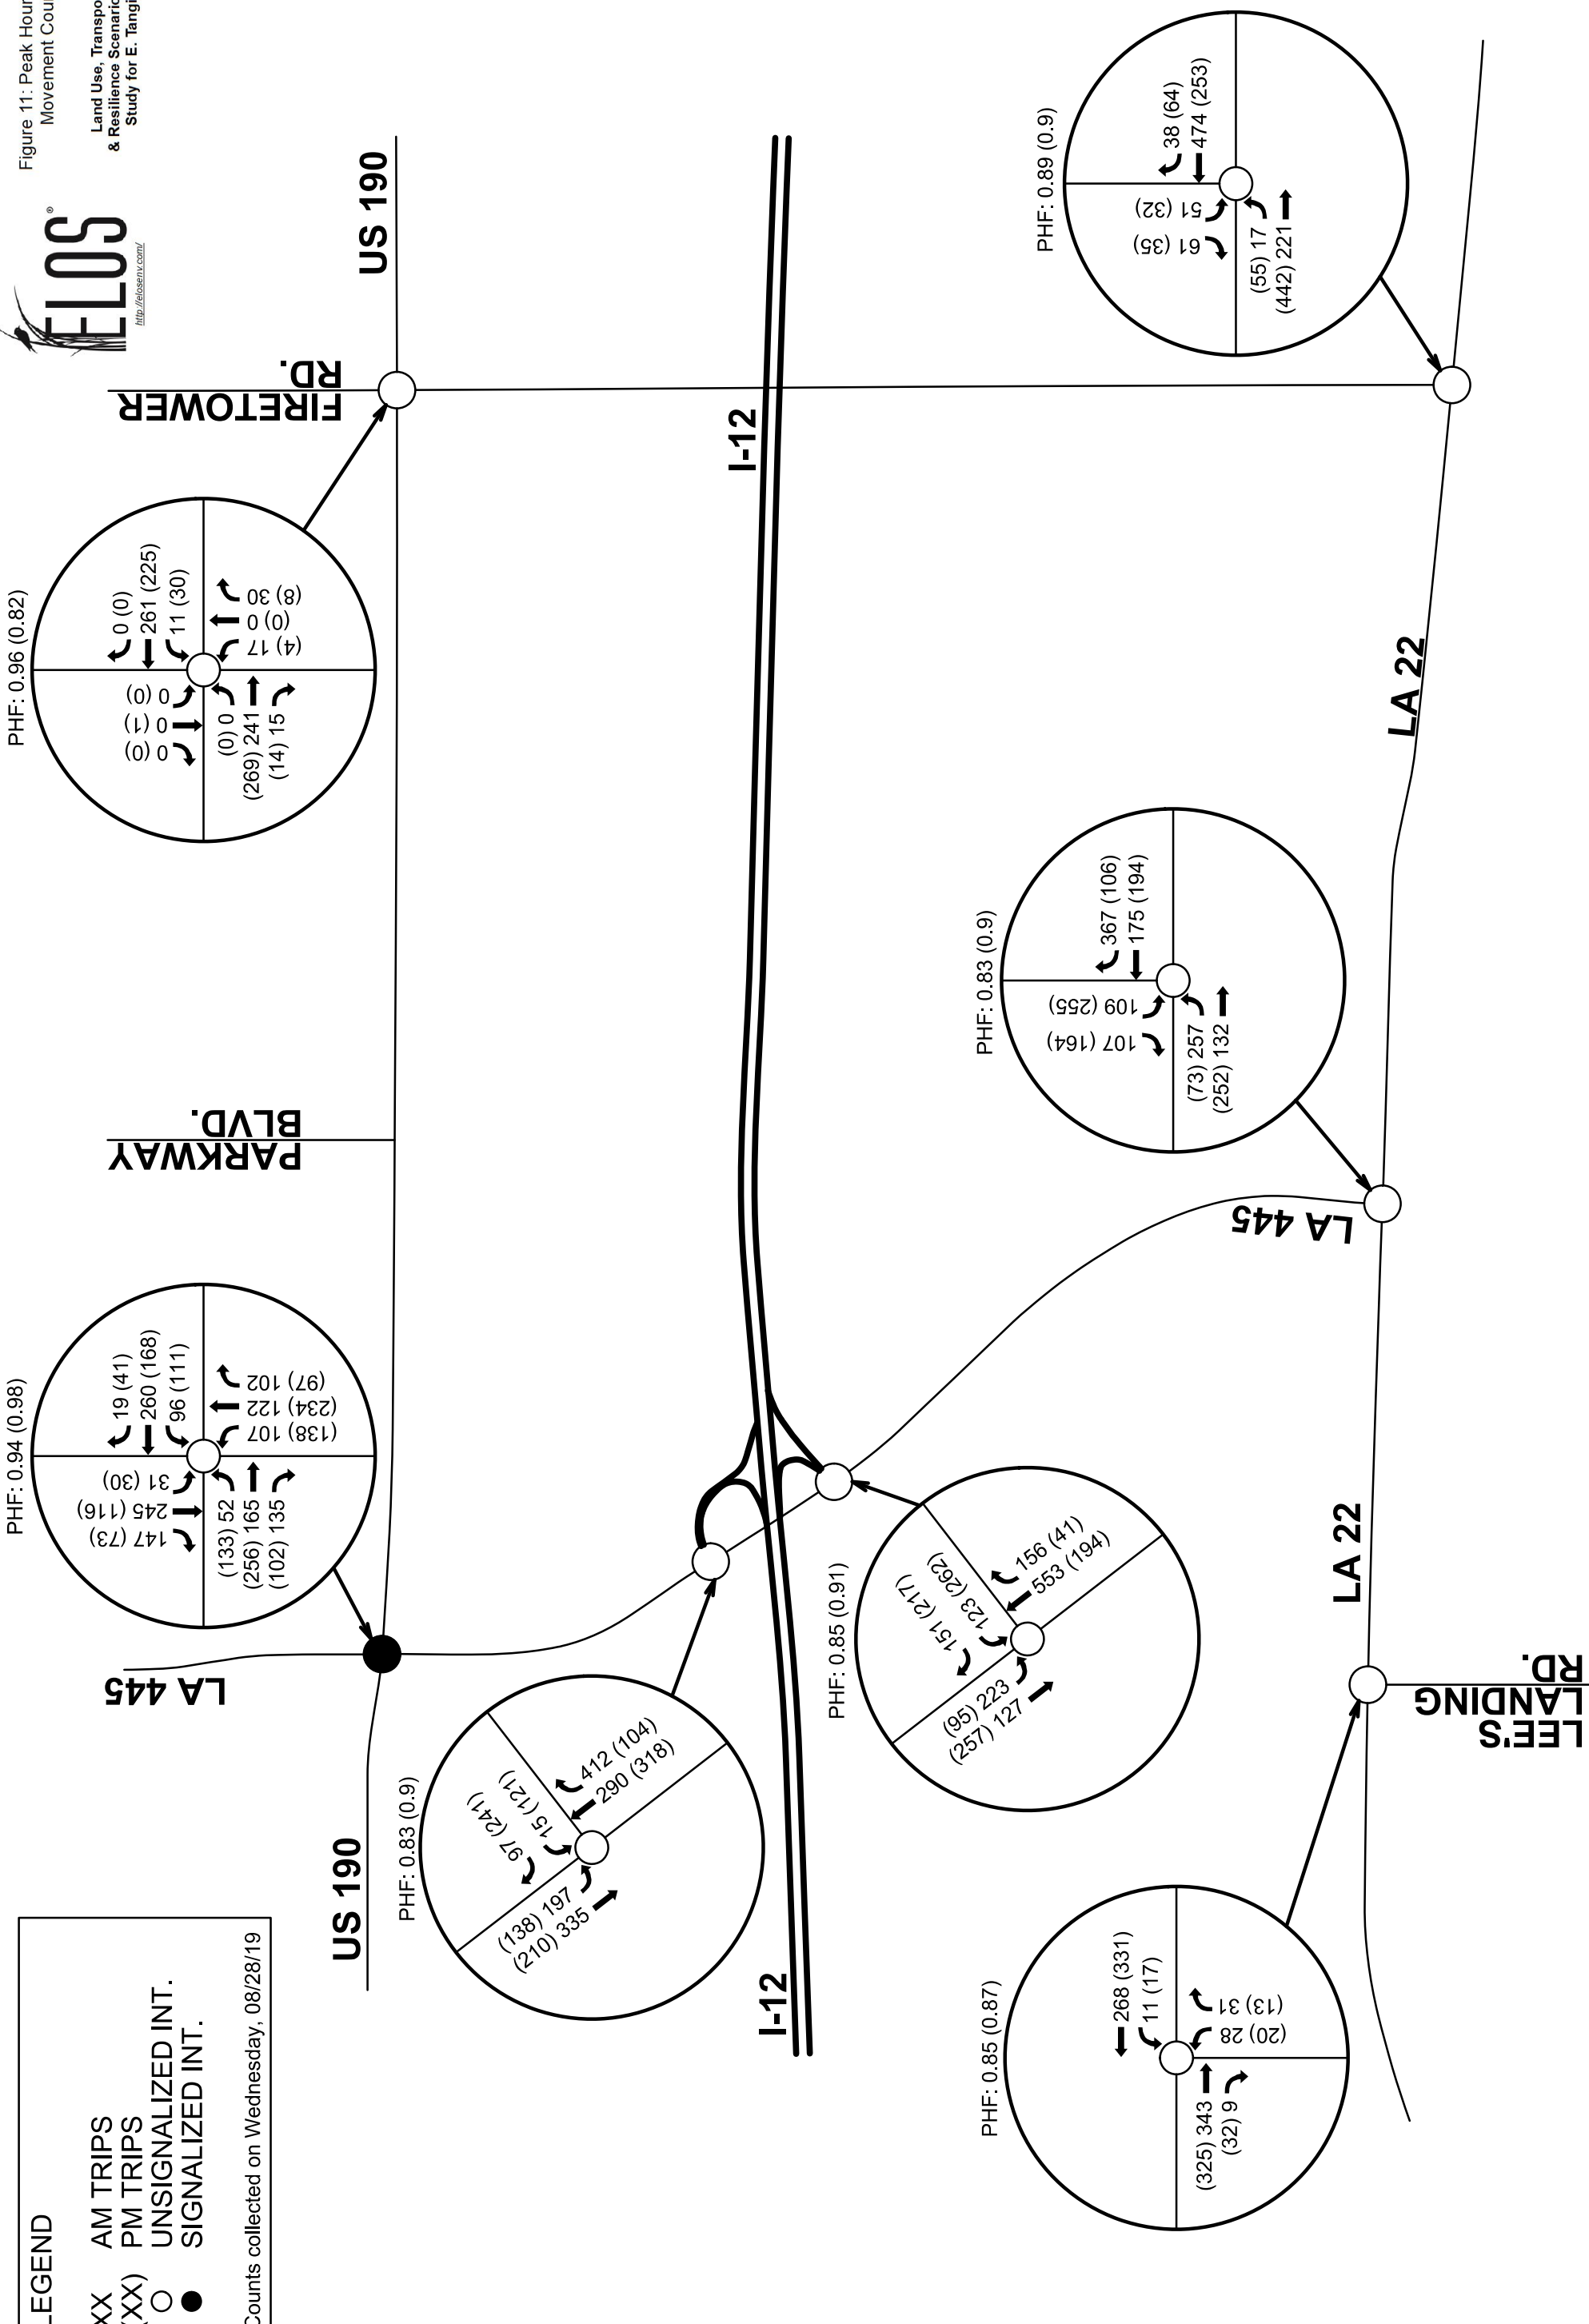 Figure 11: Peak Hour
Movement Cou
Land Use, Transpo
& Resilience Scenario
Study for E. Tangi
ELOS®
http://elosenv.com/
LEGEND
XX AM TRIPS
(XX) PM TRIPS
UNSIGNALIZED INT.
SIGNALIZED INT.
Counts collected on Wednesday, 08/28/19
US 190
US 190
FIRETOWER
RD.
PARKWAY
BLVD.
LA 445
I-12
I-12
LA 445
LA 22
LA 22
LEE'S
LANDING
RD.
PHF: 0.94 (0.98)
147 (73)
245 (116)
31 (30)
19 (41)
260 (168)
96 (111)
(133) 52
(256) 165
(102) 135
(138) 107
(234) 122
(97) 102
PHF: 0.96 (0.82)
0 (0)
0 (1)
0 (0)
0 (0)
261 (225)
11 (30)
(0) 0
(269) 241
(14) 15
(4) 17
(0) 0
(8) 30
PHF: 0.83 (0.9)
97 (241)
15 (121)
412 (104)
290 (318)
(138) 197
(210) 335
PHF: 0.85 (0.91)
151 (217)
123 (262)
156 (41)
553 (194)
(95) 223
(257) 127
PHF: 0.83 (0.9)
107 (164)
109 (255)
367 (106)
175 (194)
(73) 257
(252) 132
PHF: 0.89 (0.9)
61 (35)
51 (32)
38 (64)
474 (253)
(55) 17
(442) 221
PHF: 0.85 (0.87)
268 (331)
11 (17)
(325) 343
(32) 9
(20) 28
(13) 31